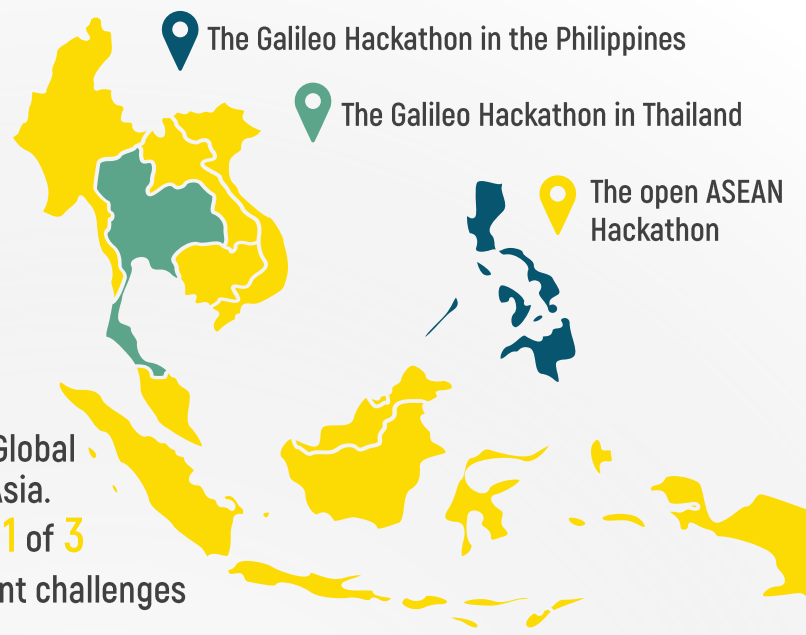 The Galileo Hackathon in the Philippines
The Galileo Hackathon in Thailand
The open ASEAN
Hackathon
Global
Asia.
1 of 3
nt challenges